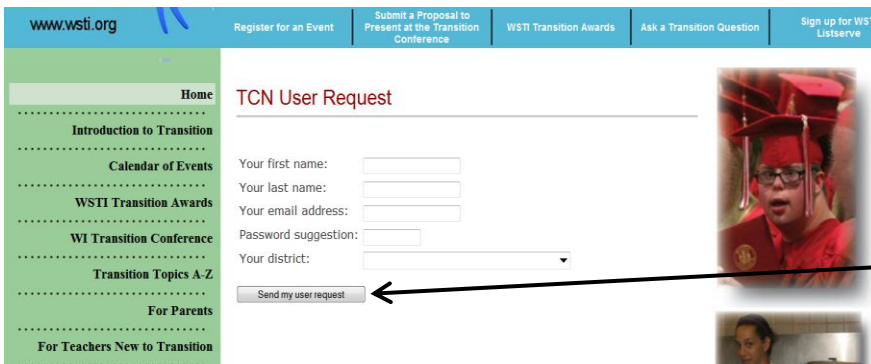 www.wsti.org
Register for an Event
Submit a Proposal to
Present at the Transition
Conference
WSTI Transition Awards
Ask a Transition Question
Sign up for
Listserve
Home
Introduction to Transition
Calendar of Events
WSTI Transition Awards
WI Transition Conference
Transition Topics A-Z
For Parents
For Teachers New to Transition
TCN User Request
Your first name:
Your last name:
Your email address:
Password suggestion:
Your district:
Send my user request